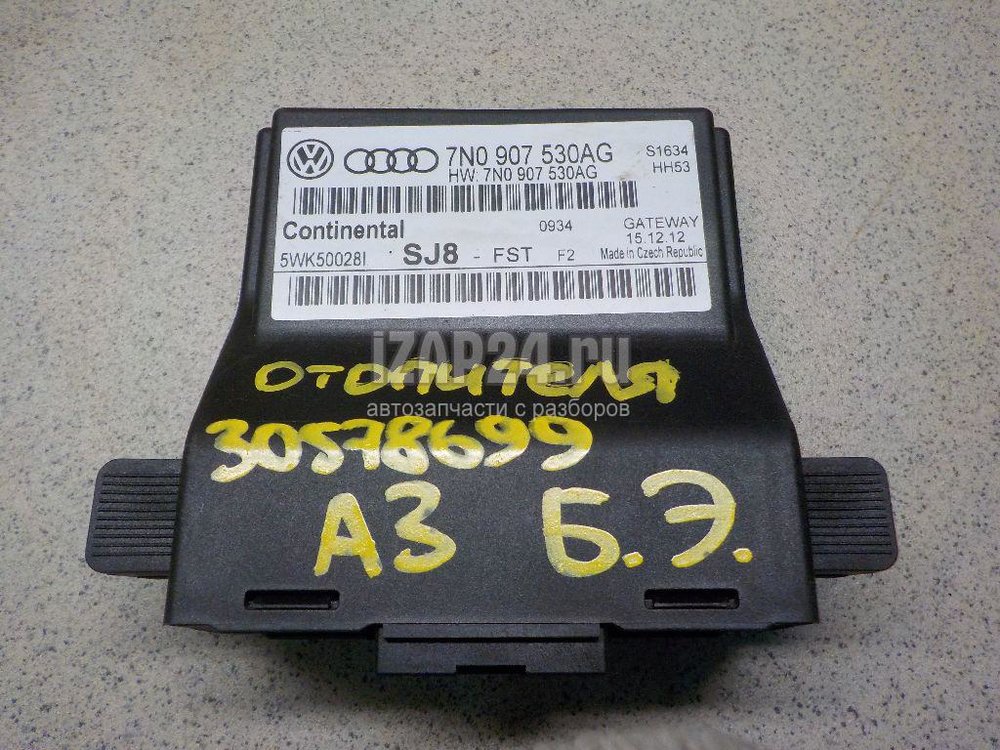 7N0 907 530AG
S1634
HW: 7N0 907 530AG
HH53
Continental
0934
GATEWAY
15.12.12
5WK50028I
SJ8 - FST F2
Made in Czech Republic
iZAP24.ru
ОТОПИТЕЛЯ
автозапчасти с разборов
30578699
А3 Б.Э.